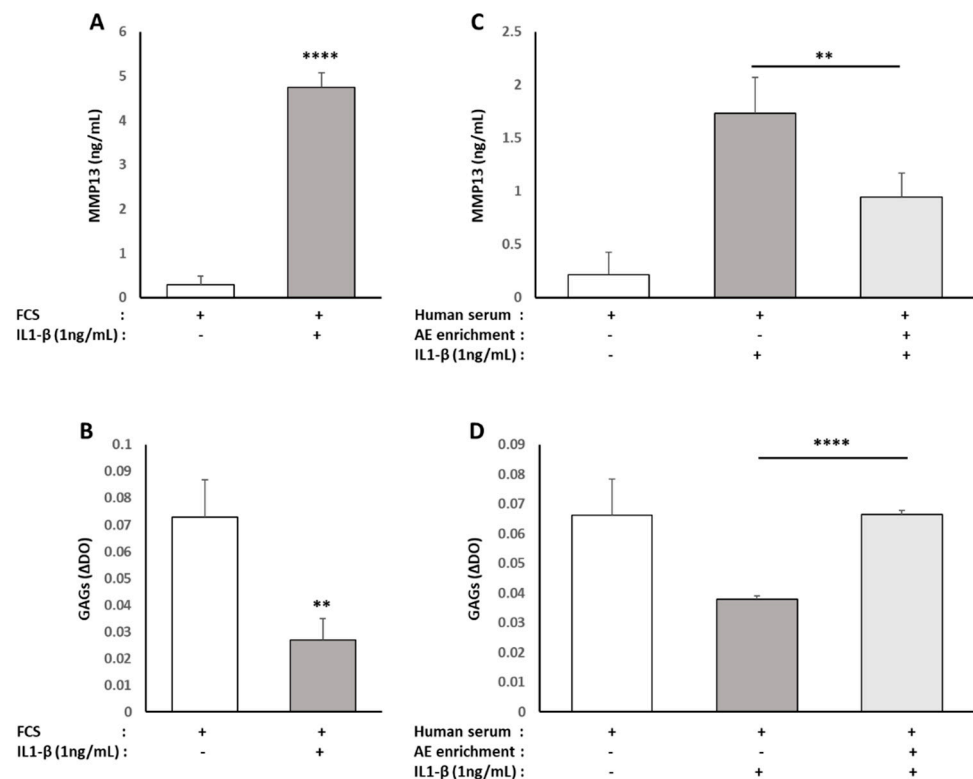 A
MMP13 (ng/mL)
6
5
4
3
2
1
0
****
FCS : + +
IL1-β (1ng/mL) : - +
C
MMP13 (ng/mL)
2.5
2
1.5
1
0.5
0
**
Human serum : + + +
AE enrichment : - - +
IL1-β (1ng/mL) : - + +
B
GAGs (ΔDO)
0.1
0.09
0.08
0.07
0.06
0.05
0.04
0.03
0.02
0.01
0
**
FCS : + +
IL1-β (1ng/mL) : - +
D
GAGs (ΔDO)
0.09
0.08
0.07
0.06
0.05
0.04
0.03
0.02
0.01
0
****
Human serum : + + +
AE enrichment : - - +
IL1-β (1ng/mL) : - + +